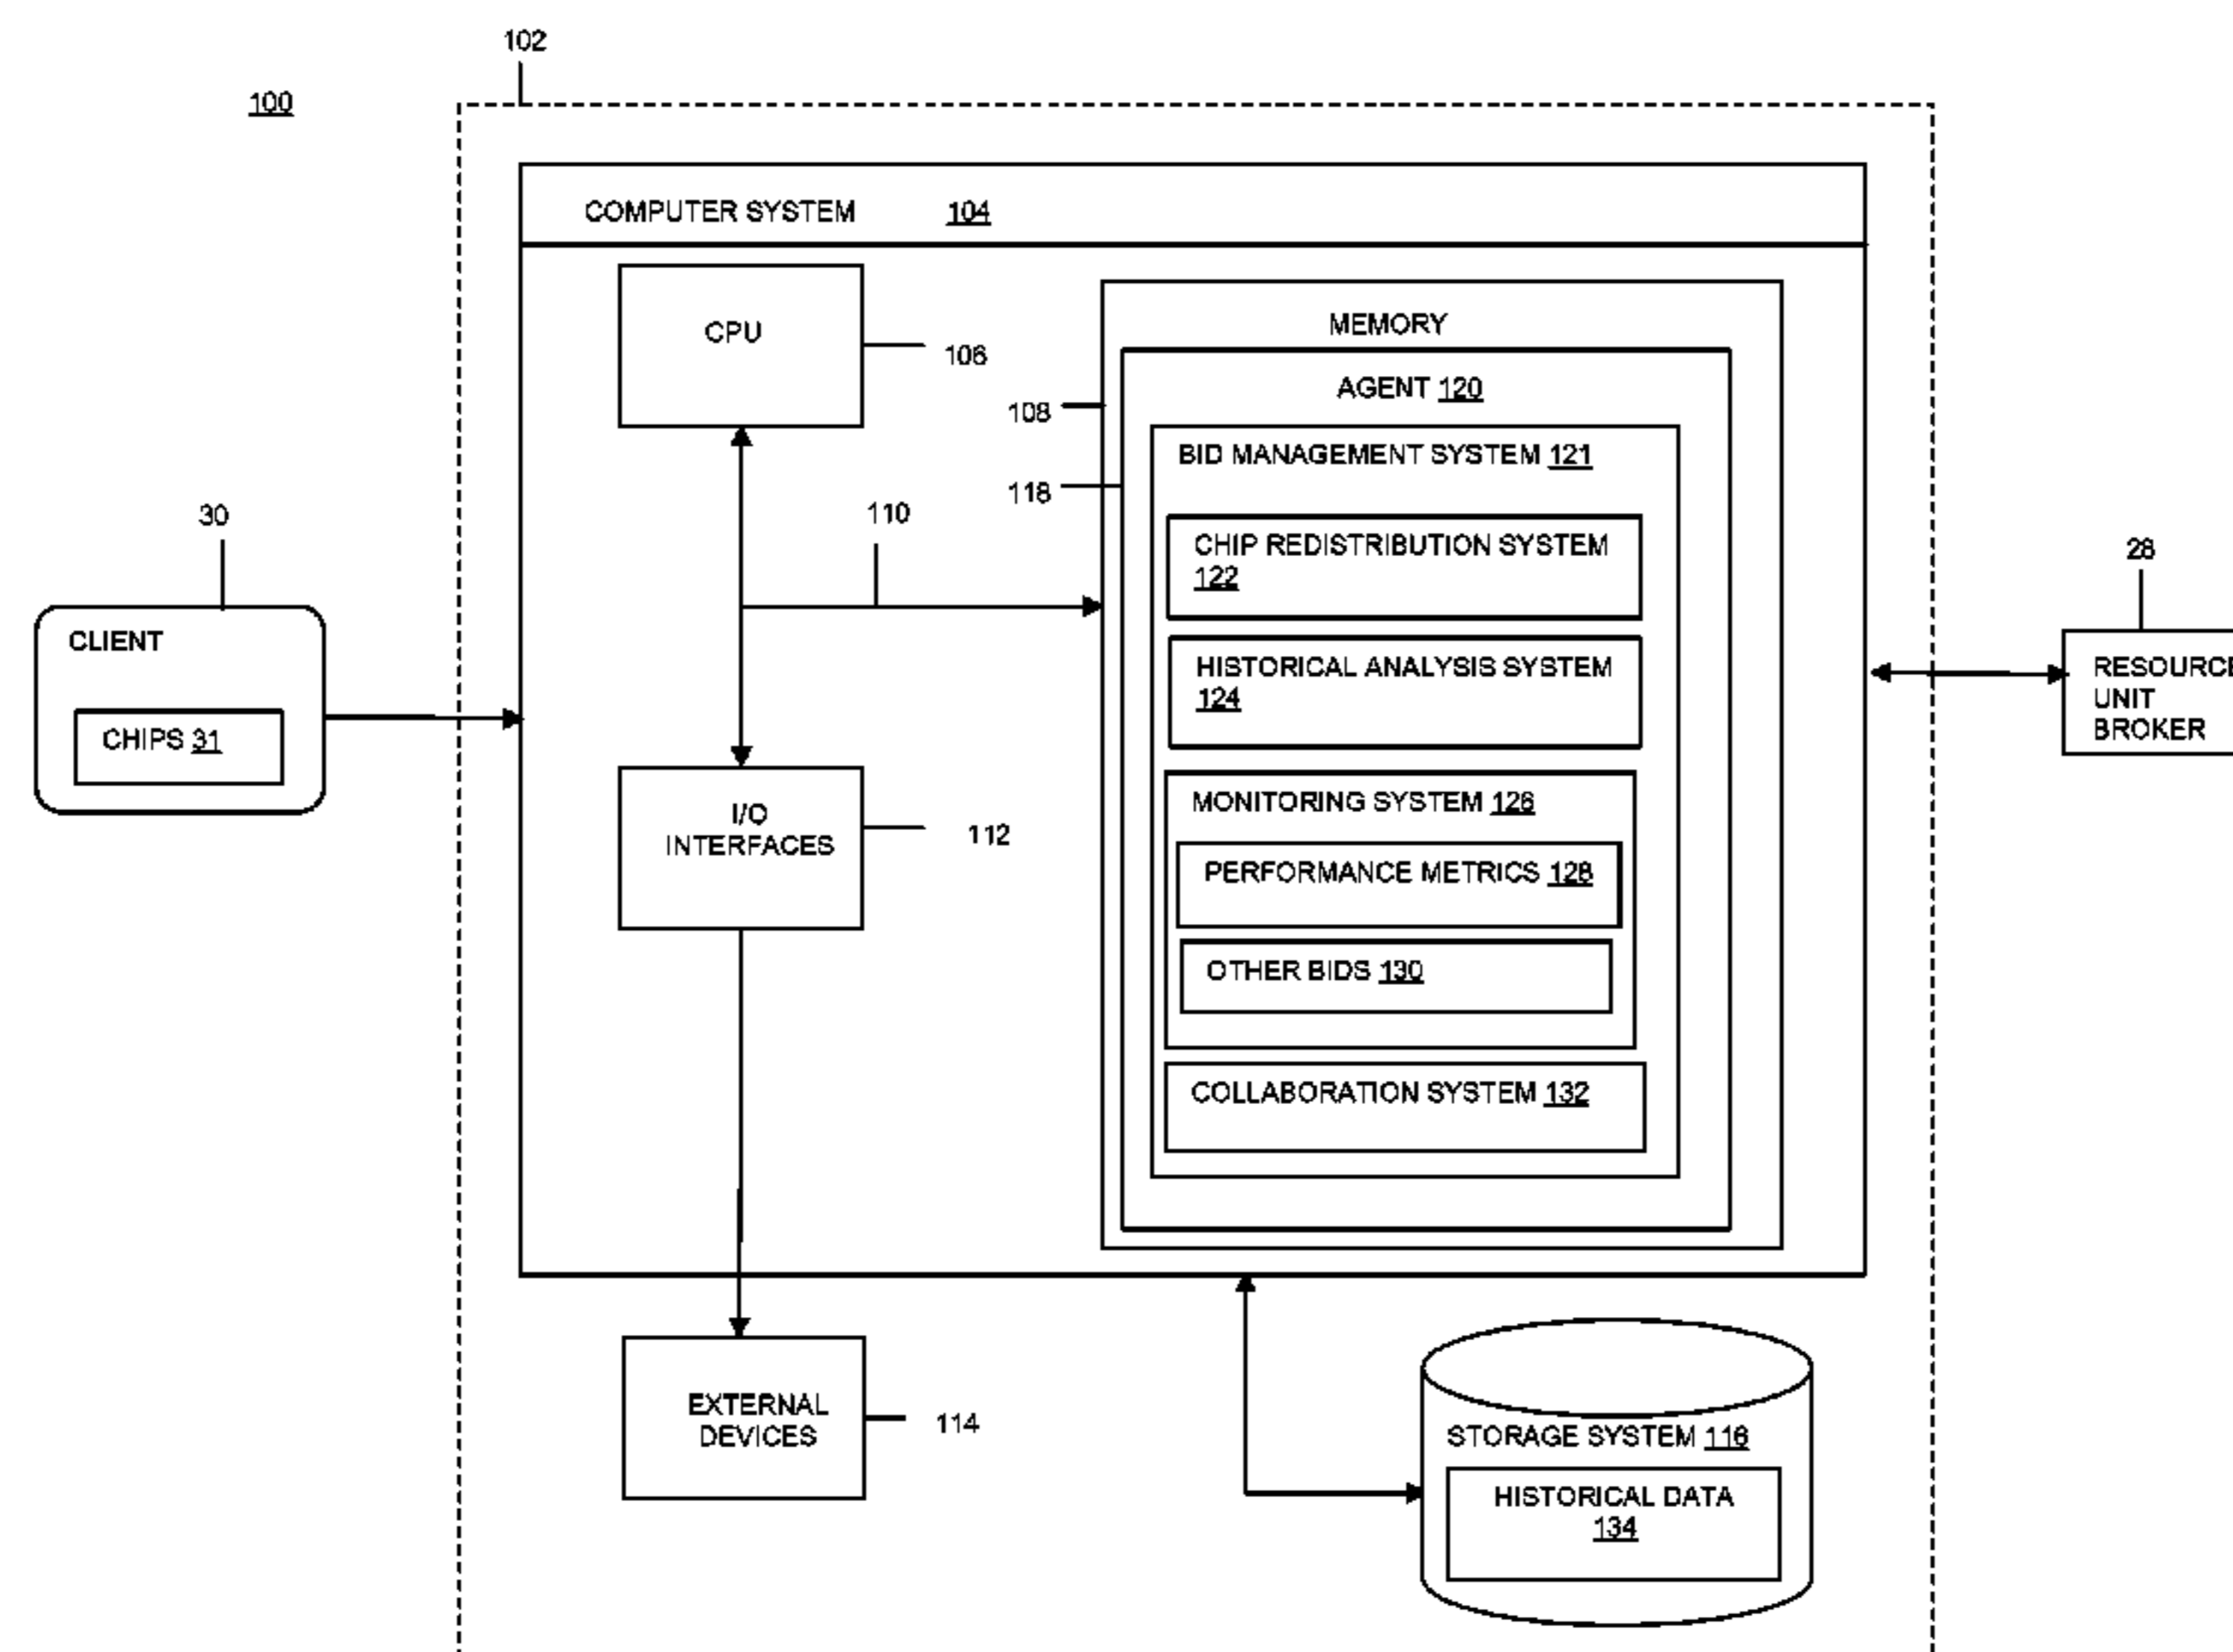 102
100
COMPUTER SYSTEM 104
CPU
106
MEMORY
AGENT 120
108
BID MANAGEMENT SYSTEM 121
118
110
30
CHIP REDISTRIBUTION SYSTEM
122
28
CLIENT
CHIPS 31
HISTORICAL ANALYSIS SYSTEM
124
RESOURCE
UNIT
BROKER
I/O
INTERFACES
112
MONITORING SYSTEM 126
PERFORMANCE METRICS 128
OTHER BIDS 130
COLLABORATION SYSTEM 132
EXTERNAL
DEVICES
114
STORAGE SYSTEM 116
HISTORICAL DATA
134